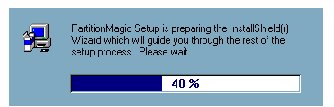 PartitionMagic Setup is preparing the InstallShield(r)
Wizard which will guide you through the rest of the
setup process. Please wait.
40 %